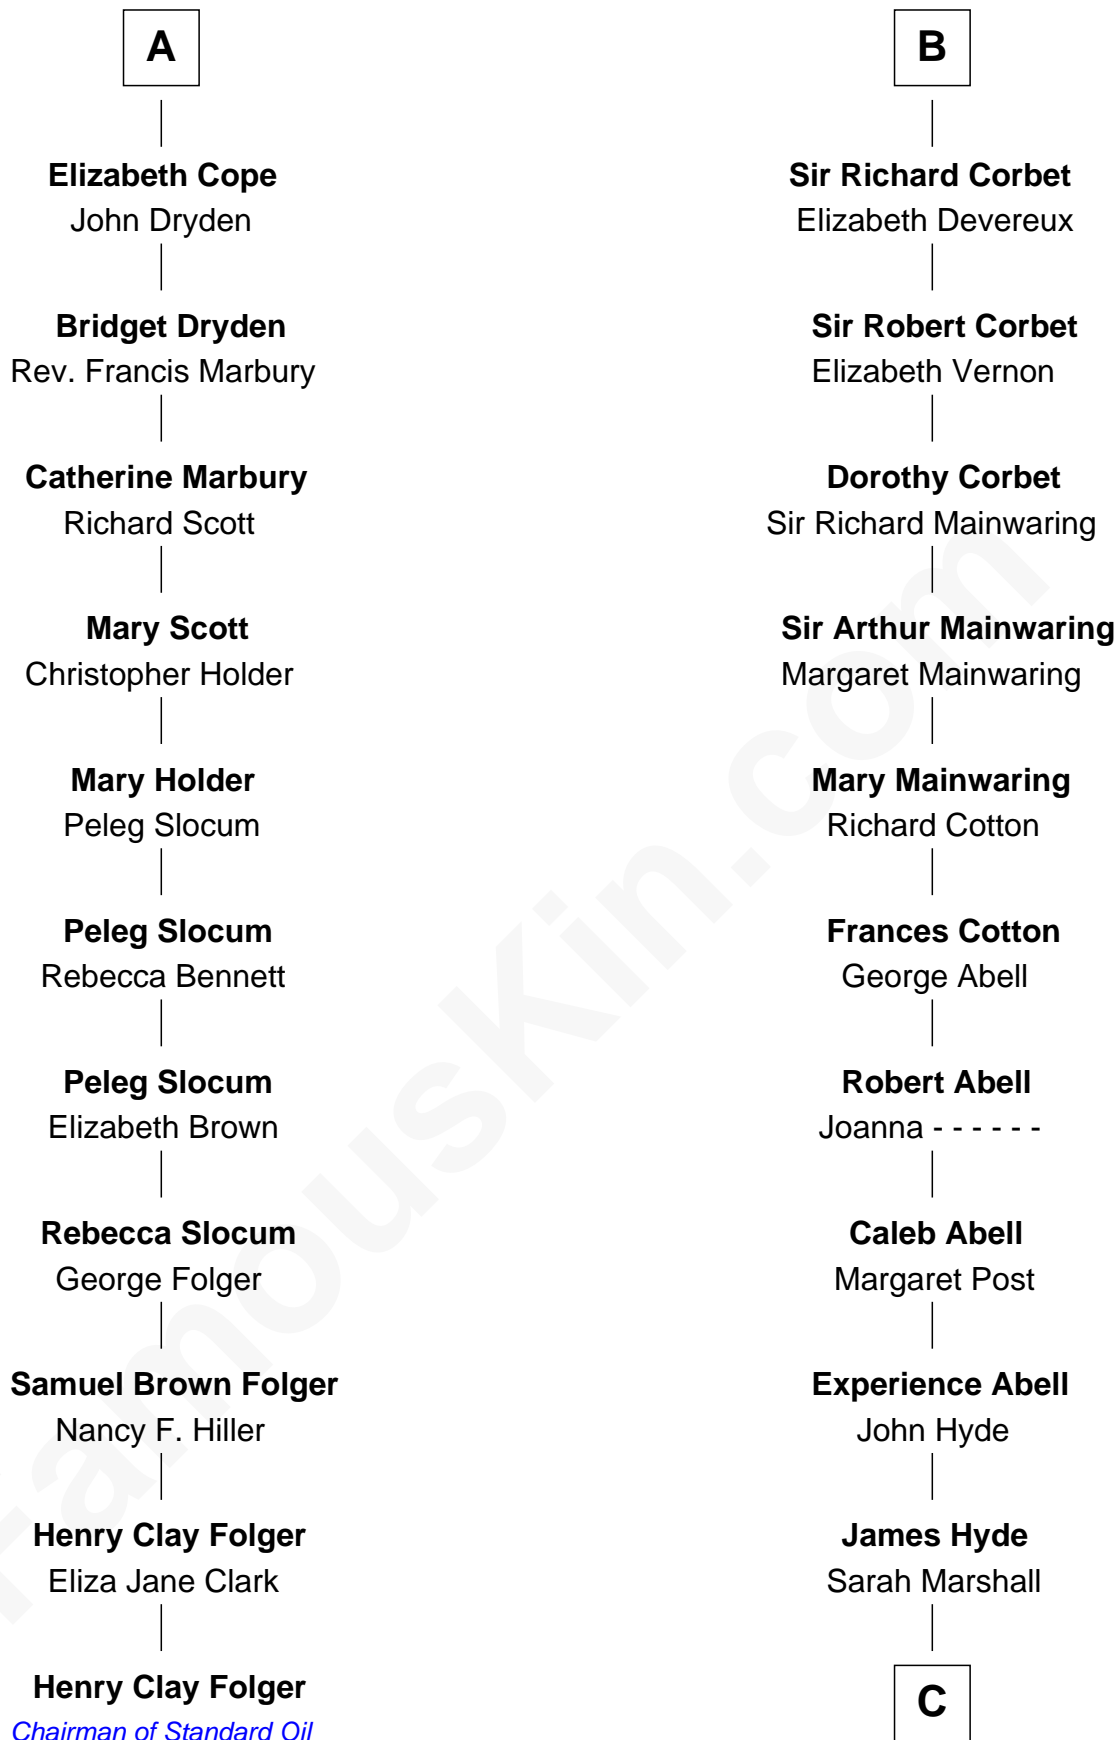 A
Elizabeth Cope
John Dryden
Bridget Dryden
Rev. Francis Marbury
Catherine Marbury
Richard Scott
Mary Scott
Christopher Holder
Mary Holder
Peleg Slocum
Peleg Slocum
Rebecca Bennett
Peleg Slocum
Elizabeth Brown
Rebecca Slocum
George Folger
Samuel Brown Folger
Nancy F. Hiller
Henry Clay Folger
Eliza Jane Clark
Henry Clay Folger
Chairman of Standard Oil
B
Sir Richard Corbet
Elizabeth Devereux
Sir Robert Corbet
Elizabeth Vernon
Dorothy Corbet
Sir Richard Mainwaring
Sir Arthur Mainwaring
Margaret Mainwaring
Mary Mainwaring
Richard Cotton
Frances Cotton
George Abell
Robert Abell
Joanna - - - - - -
Caleb Abell
Margaret Post
Experience Abell
John Hyde
James Hyde
Sarah Marshall
C
FamousKin.com